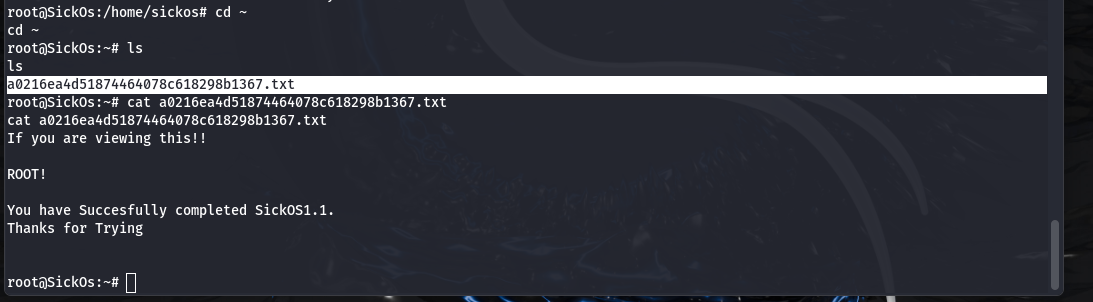 root@SickOs:/home/sickos# cd ~
cd ~
root@SickOs:~# ls
ls
a0216ea4d51874464078c618298b1367.txt
root@SickOs:~# cat a0216ea4d51874464078c618298b1367.txt
cat a0216ea4d51874464078c618298b1367.txt
If you are viewing this!!
ROOT!
You have Succesfully completed SickOS1.1.
Thanks for Trying
root@SickOs:~#